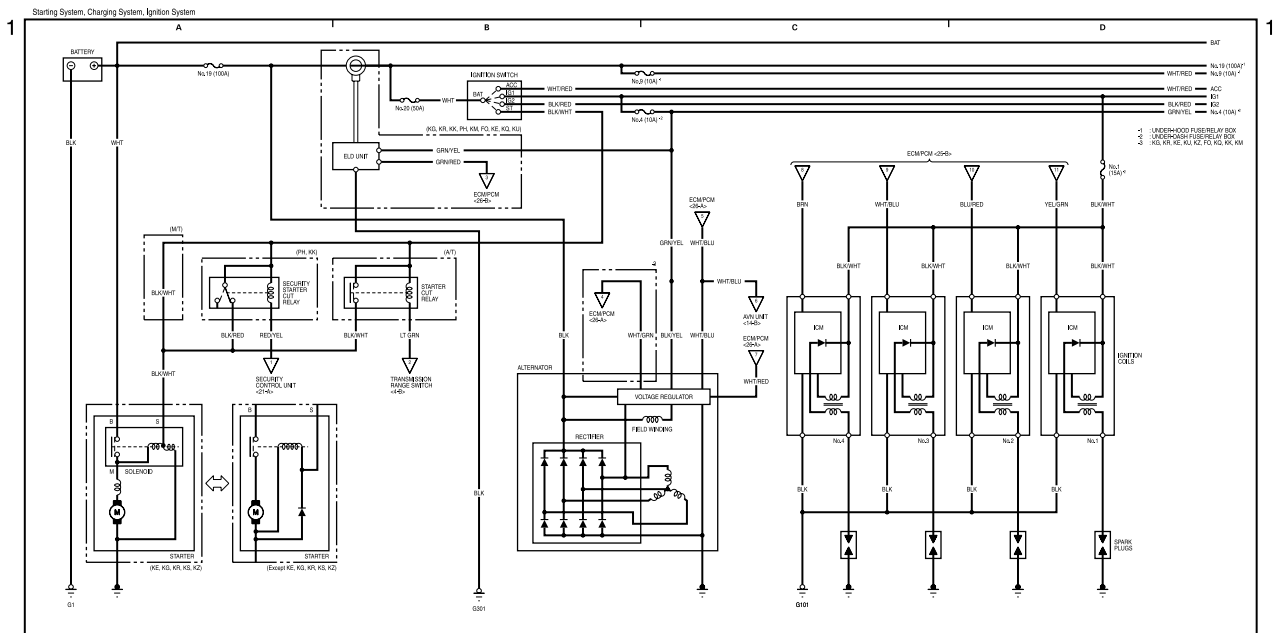 Starting System, Charging System, Ignition System
1
1
A
B
C
D
BATTERY
No.19 (100A)
No.20 (50A)
WHT
IGNITION SWITCH
BAT
ACC
IG1
IG2
ST
WHT/RED
BLK/RED
BLK/WHT
No.9 (10A)
No.4 (10A)
BAT
No.19 (100A)*1
No.9 (10A)
WHT/RED
WHT/RED
ACC
IG1
BLK/RED
IG2
GRN/YEL
No.4 (10A)
*1 : UNDER-HOOD FUSE/RELAY BOX
*2 : UNDER-DASH FUSE/RELAY BOX
*3 : KG, KR, KE, KU, KZ, FO, KQ, KK, KM
BLK
WHT
(KG, KR, KK, PH, KM, FO, KE, KQ, KU)
ELD UNIT
GRN/YEL
GRN/RED
3
ECM/PCM
<26-B>
ECM/PCM
<26-A>
5
ECM/PCM <26-B>
8
9
10
11
No.1
(15A)
BRN
WHT/BLU
BLU/RED
YEL/GRN
BLK/WHT
(M/T)
(PH, KK)
(A/T)
GRN/YEL
WHT/BLU
BLK/WHT
SECURITY
STARTER
CUT
RELAY
STARTER
CUT
RELAY
4
ECM/PCM
<26-A>
WHT/BLU
6
AVN UNIT
<14-B>
ECM/PCM
<26-A>
7
WHT/RED
BLK/WHT
BLK/WHT
BLK/WHT
BLK/WHT
BLK/RED
RED/YEL
BLK/WHT
LT GRN
BLK
WHT/GRN
BLK/YEL
WHT/BLU
ICM
ICM
ICM
ICM
IGNITION
COILS
1
SECURITY
CONTROL UNIT
<21-A>
2
TRANSMISSION
RANGE SWITCH
<4-B>
BLK/WHT
ALTERNATOR
VOLTAGE REGULATOR
FIELD WINDING
RECTIFIER
B
S
M
SOLENOID
M
STARTER
(KE, KG, KR, KS, KZ)
B
S
M
STARTER
(Except KE, KG, KR, KS, KZ)
No.4
No.3
No.2
No.1
BLK
BLK
BLK
BLK
BLK
SPARK
PLUGS
G1
G301
G101